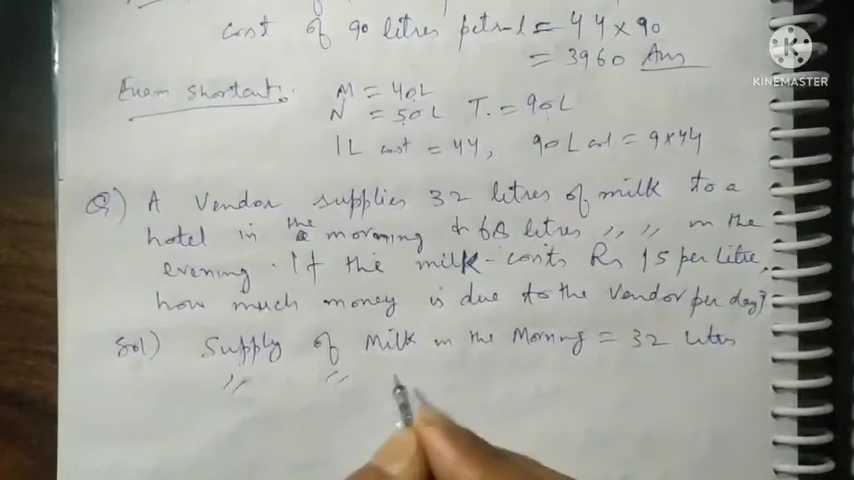 cost of 90 litres petrol = 44 x 90
= 3960 Ans
KINEMASTER
Exam shortcut:
M = 40L
N = 50L T. = 90L
1L cost = 44, 90L cost = 9x44
Q) A Vendor supplies 32 litres of milk to a
hotel in the morning & 68 litres " " in the
evening. If the milk costs Rs 15 per litre,
how much money is due to the vendor per day?
Sol) Supply of Milk in the Morning = 32 litres
" "